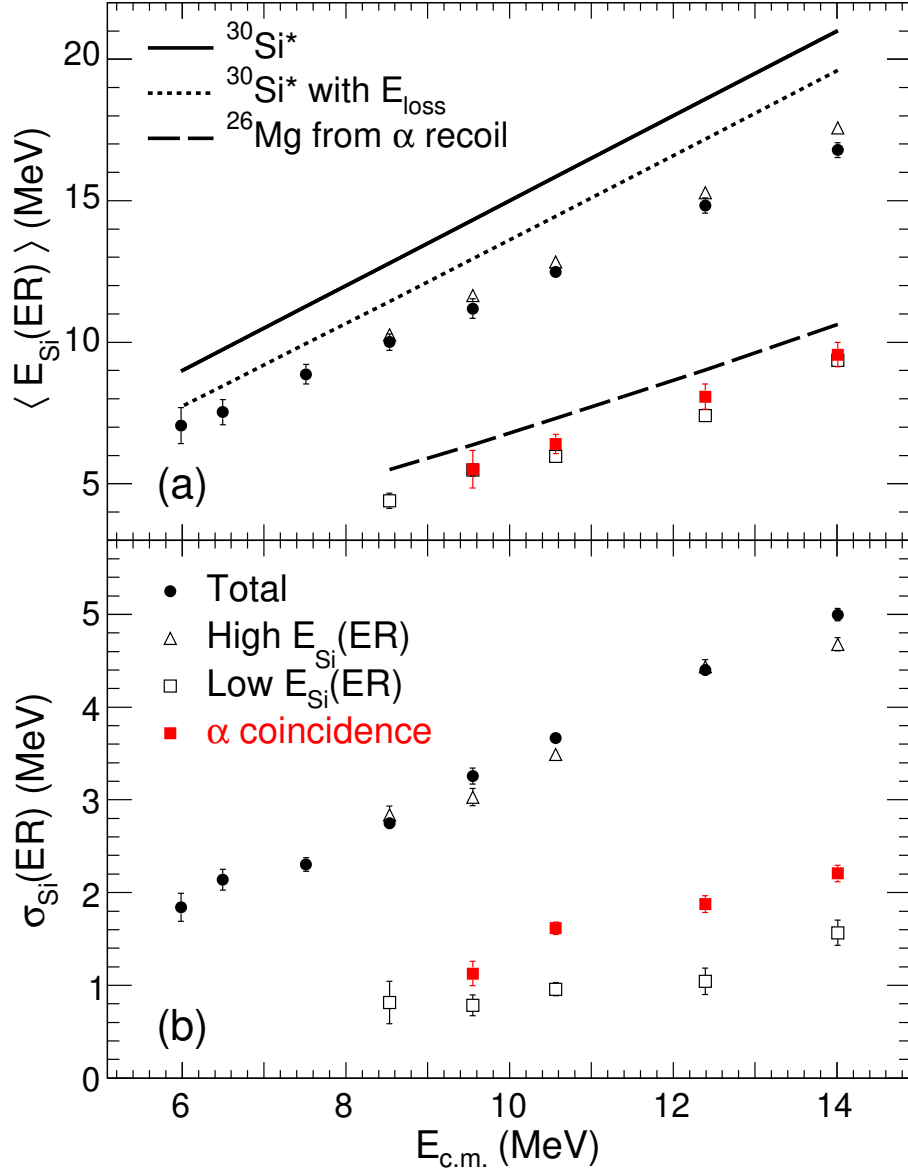 ⟨ E_Si(ER) ⟩ (MeV)
20
15
10
5
³⁰Si*
³⁰Si* with E_loss
²⁶Mg from α recoil
(a)
σ_Si(ER) (MeV)
5
4
3
2
1
0
Total
High E_Si(ER)
Low E_Si(ER)
α coincidence
(b)
6 8 10 12 14
E_c.m. (MeV)